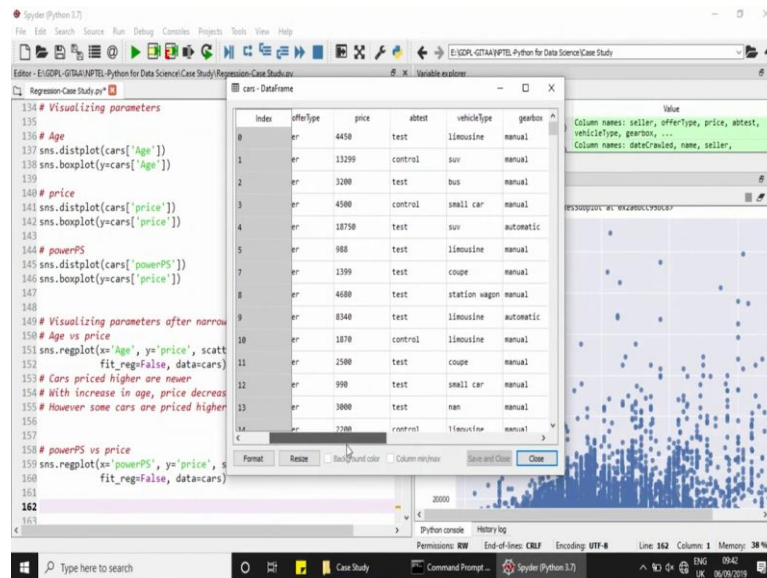 Spyder (Python 3.7)
File Edit Search Source Run Debug Consoles Projects Tools View Help
E:\GDPL-GITAA\NPTEL-Python for Data Science\Case Study
Editor - E:\GDPL-GITAA\NPTEL-Python for Data Science\Case Study\Regression-Case Study.py
Variable explorer
Regression-Case Study.py*
134 # Visualizing parameters
135
136 # Age
137 sns.distplot(cars['Age'])
138 sns.boxplot(y=cars['Age'])
139
140 # price
141 sns.distplot(cars['price'])
142 sns.boxplot(y=cars['price'])
143
144 # powerPS
145 sns.distplot(cars['powerPS'])
146 sns.boxplot(y=cars['powerPS'])
147
148
149 # Visualizing parameters after narrow
150 # Age vs price
151 sns.regplot(x='Age', y='price', scatt
152 fit_reg=False, data=cars)
153 # Cars priced higher are newer
154 # With increase in age, price decreas
155 # However some cars are priced higher
156
157
158 # powerPS vs price
159 sns.regplot(x='powerPS', y='price', s
160 fit_reg=False, data=cars)
161
162
163
cars - DataFrame
Index offerType price abtest vehicleType gearbox
0 er 4450 test limousine manual
1 er 13299 control suv manual
2 er 3200 test bus manual
3 er 4500 control small car manual
4 er 18750 test suv automatic
5 er 988 test limousine manual
7 er 1399 test coupe manual
8 er 4680 test station wagon manual
9 er 8340 test limousine automatic
10 er 1870 control limousine manual
11 er 2500 test coupe manual
12 er 990 test small car manual
13 er 3000 test nan manual
14 er 2200 control limousine manual
Format Resize Background color Column min/max Save and Close Close
Value
Column names: seller, offerType, price, abtest,
vehicleType, gearbox, ...
Column names: dateCrawled, name, seller,
20000
IPython console History log
Permissions: RW End-of-lines: CRLF Encoding: UTF-8 Line: 162 Column: 1 Memory: 38 %
Type here to search
Case Study
Command Prompt...
Spyder (Python 3.7)
ENG
UK
09:42
06/09/2019